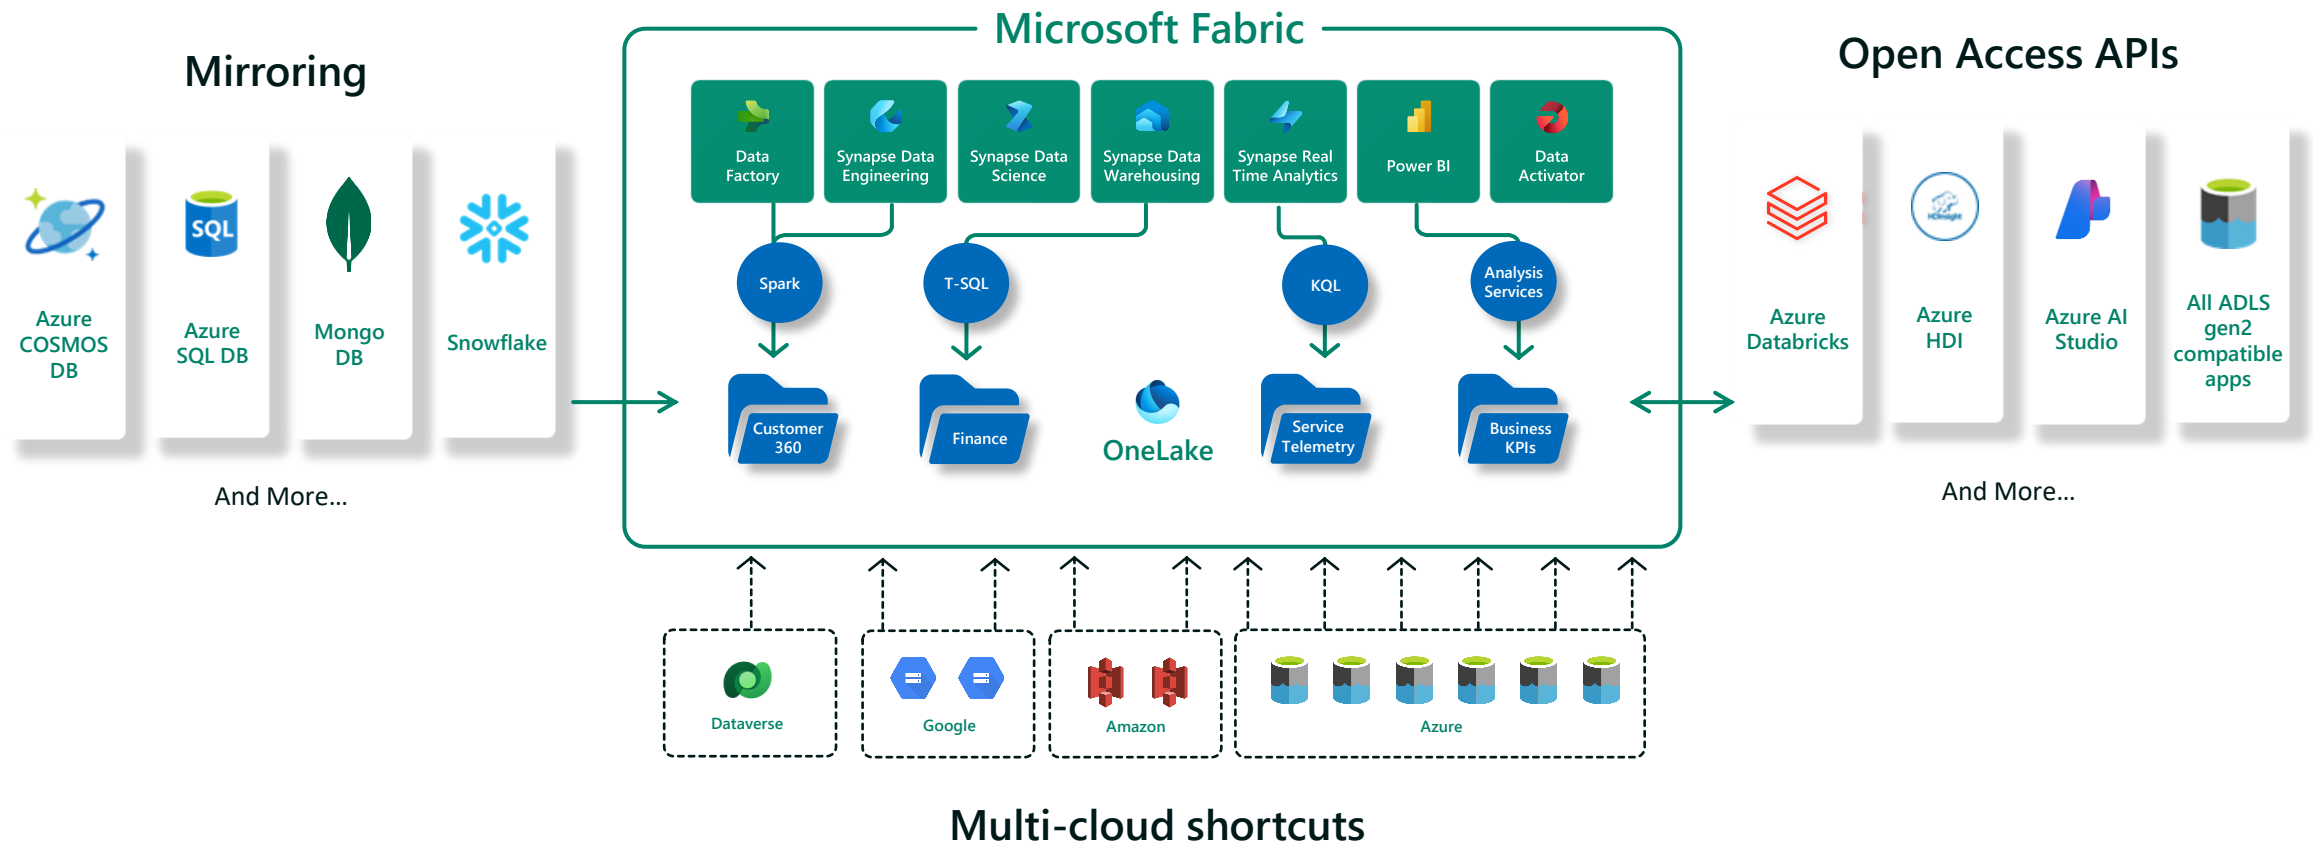 Microsoft Fabric
Mirroring
Open Access APIs
Data
Factory
Synapse Data
Engineering
Synapse Data
Science
Synapse Data
Warehousing
Synapse Real
Time Analytics
Power BI
Data
Activator
SQL
HDInsight
Azure
COSMOS
DB
Azure
SQL DB
Mongo
DB
Snowflake
Spark
T-SQL
KQL
Analysis
Services
Azure
Databricks
Azure
HDI
Azure AI
Studio
All ADLS
gen2
compatible
apps
Customer
360
Finance
OneLake
Service
Telemetry
Business
KPIs
And More...
And More...
Dataverse
Google
Amazon
Azure
Multi-cloud shortcuts